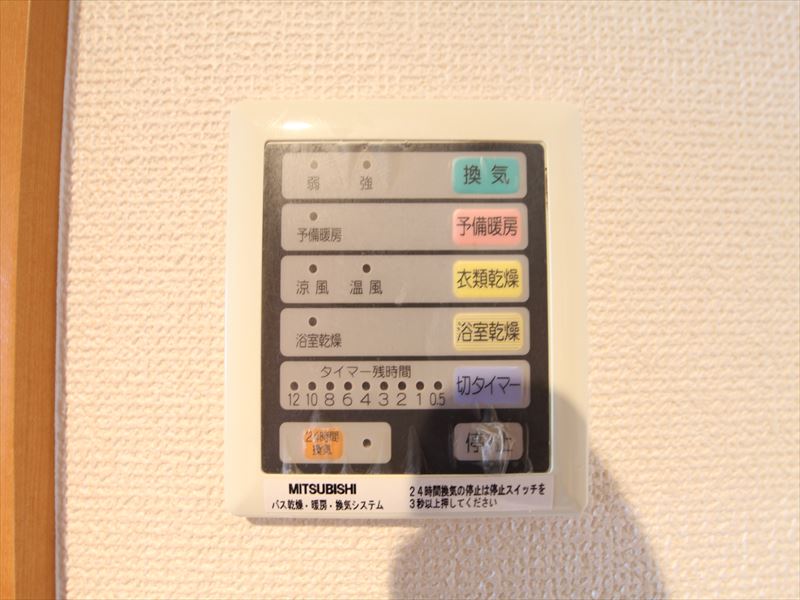 弱 強 換気
予備暖房 予備暖房
涼風 温風 衣類乾燥
浴室乾燥 浴室乾燥
タイマー残時間
12 10 8 6 4 3 2 1 0.5 切タイマー
24時間
換気 停止
MITSUBISHI
バス乾燥・暖房・換気システム
24時間換気の停止は停止スイッチを
3秒以上押してください